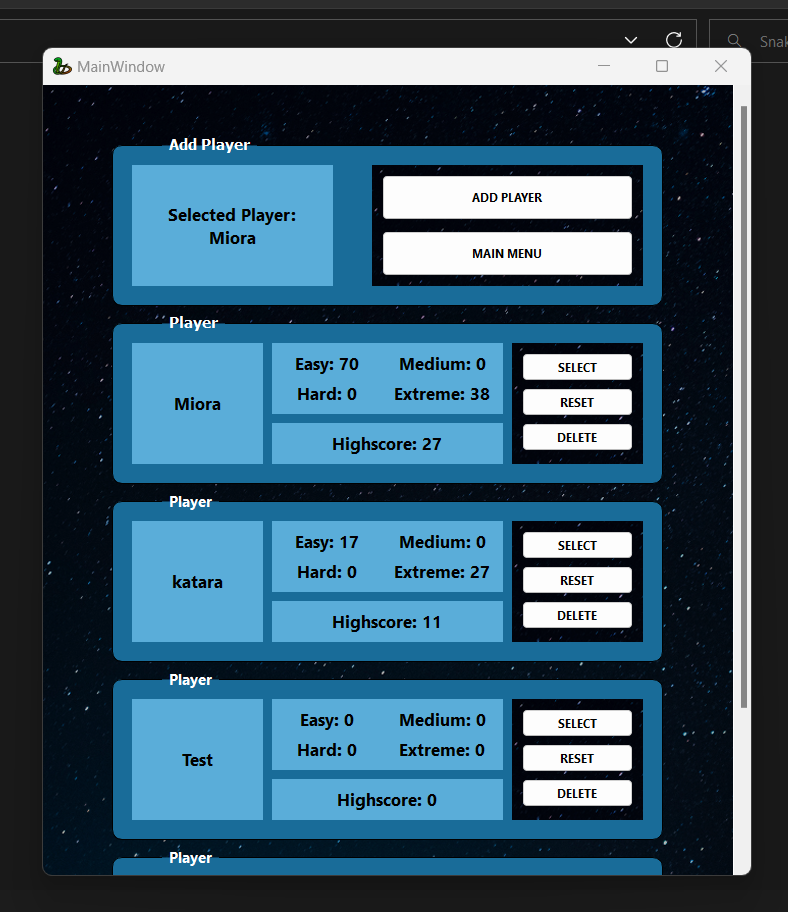 Snak
MainWindow
Add Player
Selected Player:
Miora
ADD PLAYER
MAIN MENU
Player
Miora
Easy: 70 Medium: 0
Hard: 0 Extreme: 38
Highscore: 27
SELECT
RESET
DELETE
Player
katara
Easy: 17 Medium: 0
Hard: 0 Extreme: 27
Highscore: 11
SELECT
RESET
DELETE
Player
Test
Easy: 0 Medium: 0
Hard: 0 Extreme: 0
Highscore: 0
SELECT
RESET
DELETE
Player